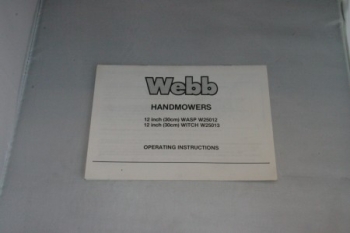 Webb
HANDMOWERS
12 inch (30cm) WASP W25012
12 inch (30cm) WITCH W25013
OPERATING INSTRUCTIONS